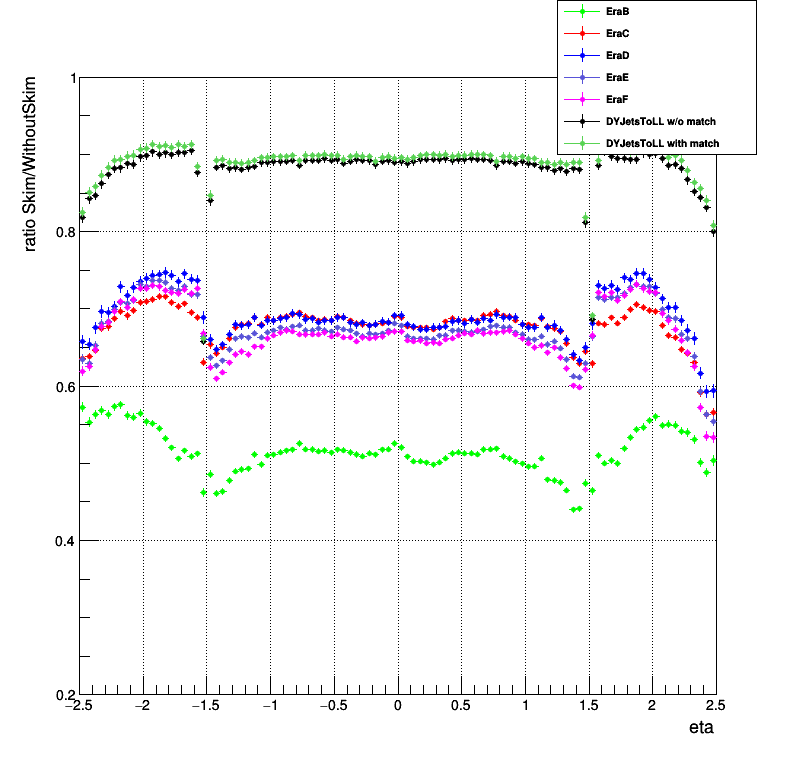 EraB
EraC
EraD
EraE
EraF
DYJetsToLL w/o match
DYJetsToLL with match
ratio Skim/WithoutSkim
1
0.8
0.6
0.4
0.2
−2.5 −2 −1.5 −1 −0.5 0 0.5 1 1.5 2 2.5
eta